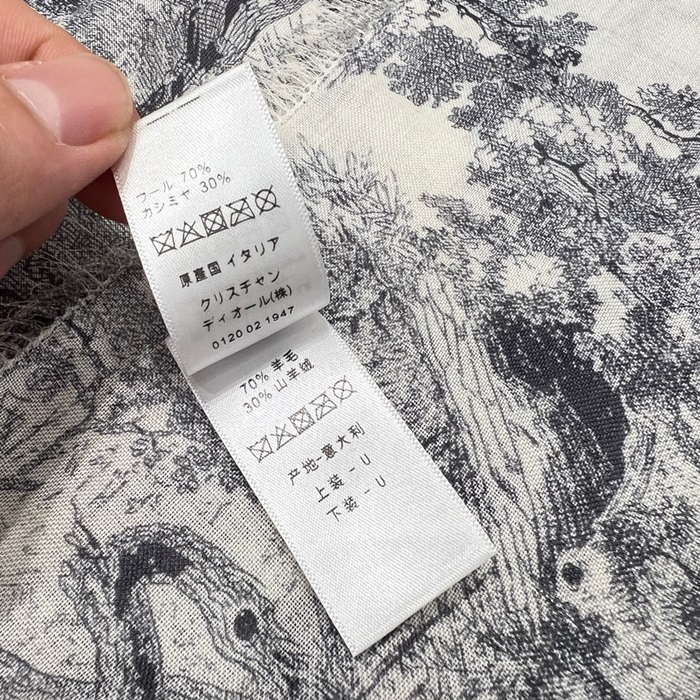 ウール 70%
カシミヤ 30%
原産国 イタリア
クリスチャン
ディオール(株)
0120 02 1947
70% 羊毛
30% 山羊绒
产地-意大利
上装 - U
下装 - U